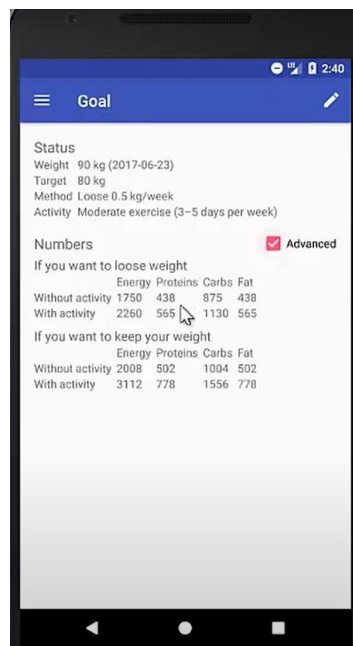 LTE 2:40
Goal
Status
Weight 90 kg (2017-06-23)
Target 80 kg
Method Loose 0.5 kg/week
Activity Moderate exercise (3–5 days per week)
Numbers Advanced
If you want to loose weight
Energy Proteins Carbs Fat
Without activity 1750 438 875 438
With activity 2260 565 1130 565
If you want to keep your weight
Energy Proteins Carbs Fat
Without activity 2008 502 1004 502
With activity 3112 778 1556 778